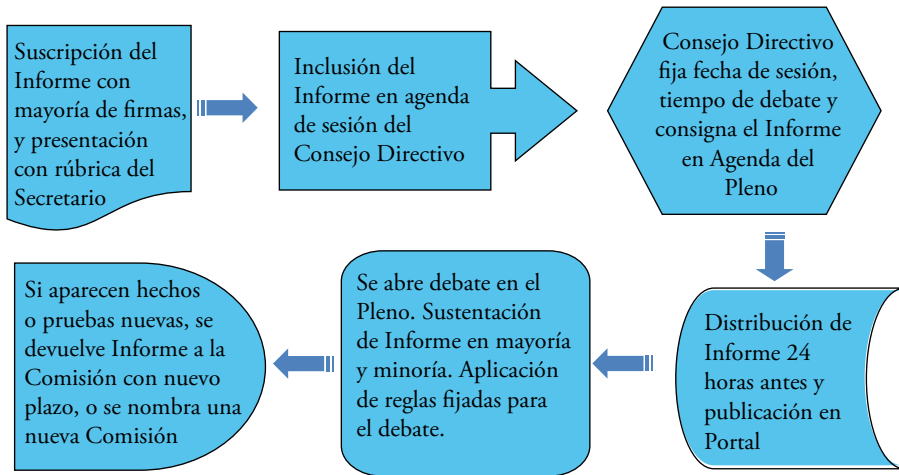 Suscripción del
Informe con
mayoría de firmas,
y presentación
con rúbrica del
Secretario
Inclusión del
Informe en agenda
de sesión del
Consejo Directivo
Consejo Directivo
fija fecha de sesión,
tiempo de debate y
consigna el Informe
en Agenda del
Pleno
Distribución de
Informe 24
horas antes y
publicación en
Portal
Se abre debate en el
Pleno. Sustentación
de Informe en mayoría
y minoría. Aplicación
de reglas fijadas para
el debate.
Si aparecen hechos
o pruebas nuevas, se
devuelve Informe a la
Comisión con nuevo
plazo, o se nombra una
nueva Comisión